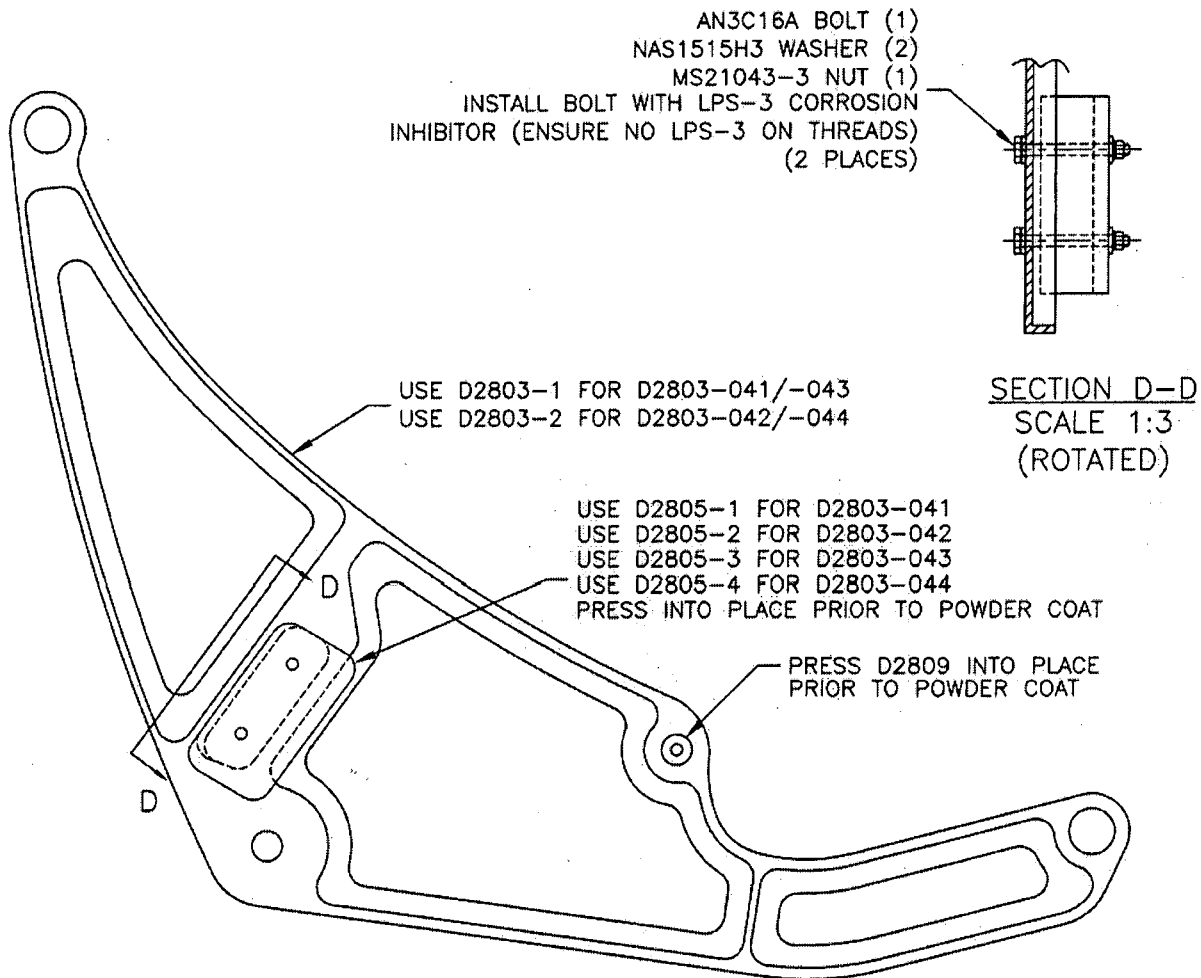 AN3C16A BOLT (1)
NAS1515H3 WASHER (2)
MS21043-3 NUT (1)
INSTALL BOLT WITH LPS-3 CORROSION
INHIBITOR (ENSURE NO LPS-3 ON THREADS)
(2 PLACES)
SECTION D-D
SCALE 1:3
(ROTATED)
USE D2803-1 FOR D2803-041/-043
USE D2803-2 FOR D2803-042/-044
USE D2805-1 FOR D2803-041
USE D2805-2 FOR D2803-042
USE D2805-3 FOR D2803-043
USE D2805-4 FOR D2803-044
PRESS INTO PLACE PRIOR TO POWDER COAT
D
PRESS D2809 INTO PLACE
PRIOR TO POWDER COAT
D